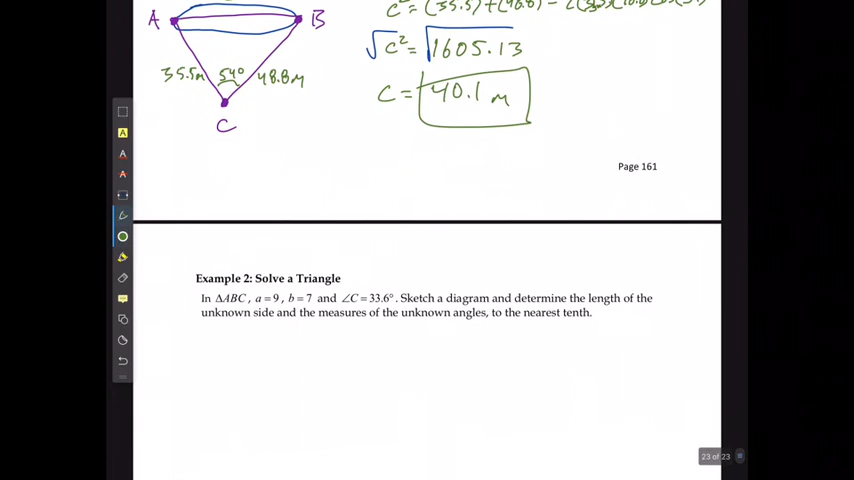 A
B
35.5m
54°
48.8m
C
√c² = √1605.13
c = 40.1 m
Page 161
Example 2: Solve a Triangle
In ΔABC, a = 9, b = 7 and ∠C = 33.6°. Sketch a diagram and determine the length of the
unknown side and the measures of the unknown angles, to the nearest tenth.
23 of 23